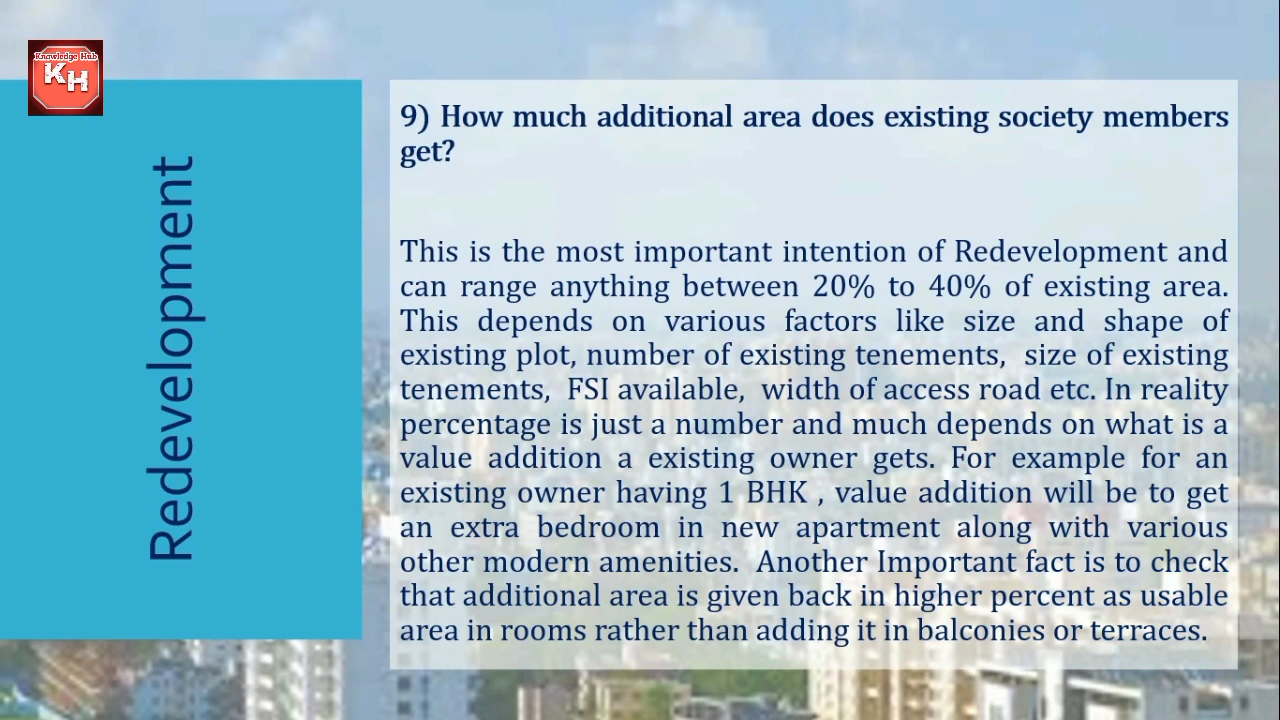 Knowledge Hub
KH
Redevelopment
9) How much additional area does existing society members
get?
This is the most important intention of Redevelopment and
can range anything between 20% to 40% of existing area.
This depends on various factors like size and shape of
existing plot, number of existing tenements,  size of existing
tenements,  FSI available,  width of access road etc. In reality
percentage is just a number and much depends on what is a
value addition a existing owner gets. For example for an
existing owner having 1 BHK , value addition will be to get
an extra bedroom in new apartment along with various
other modern amenities.  Another Important fact is to check
that additional area is given back in higher percent as usable
area in rooms rather than adding it in balconies or terraces.